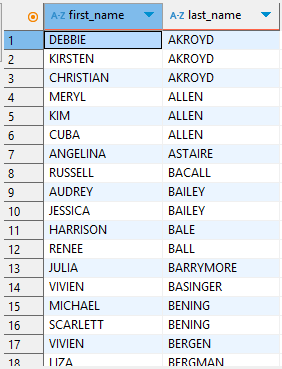 A-Z first_name A-Z last_name
1 DEBBIE AKROYD
2 KIRSTEN AKROYD
3 CHRISTIAN AKROYD
4 MERYL ALLEN
5 KIM ALLEN
6 CUBA ALLEN
7 ANGELINA ASTAIRE
8 RUSSELL BACALL
9 AUDREY BAILEY
10 JESSICA BAILEY
11 HARRISON BALE
12 RENEE BALL
13 JULIA BARRYMORE
14 VIVIEN BASINGER
15 MICHAEL BENING
16 SCARLETT BENING
17 VIVIEN BERGEN
18 LIZA BERGMAN